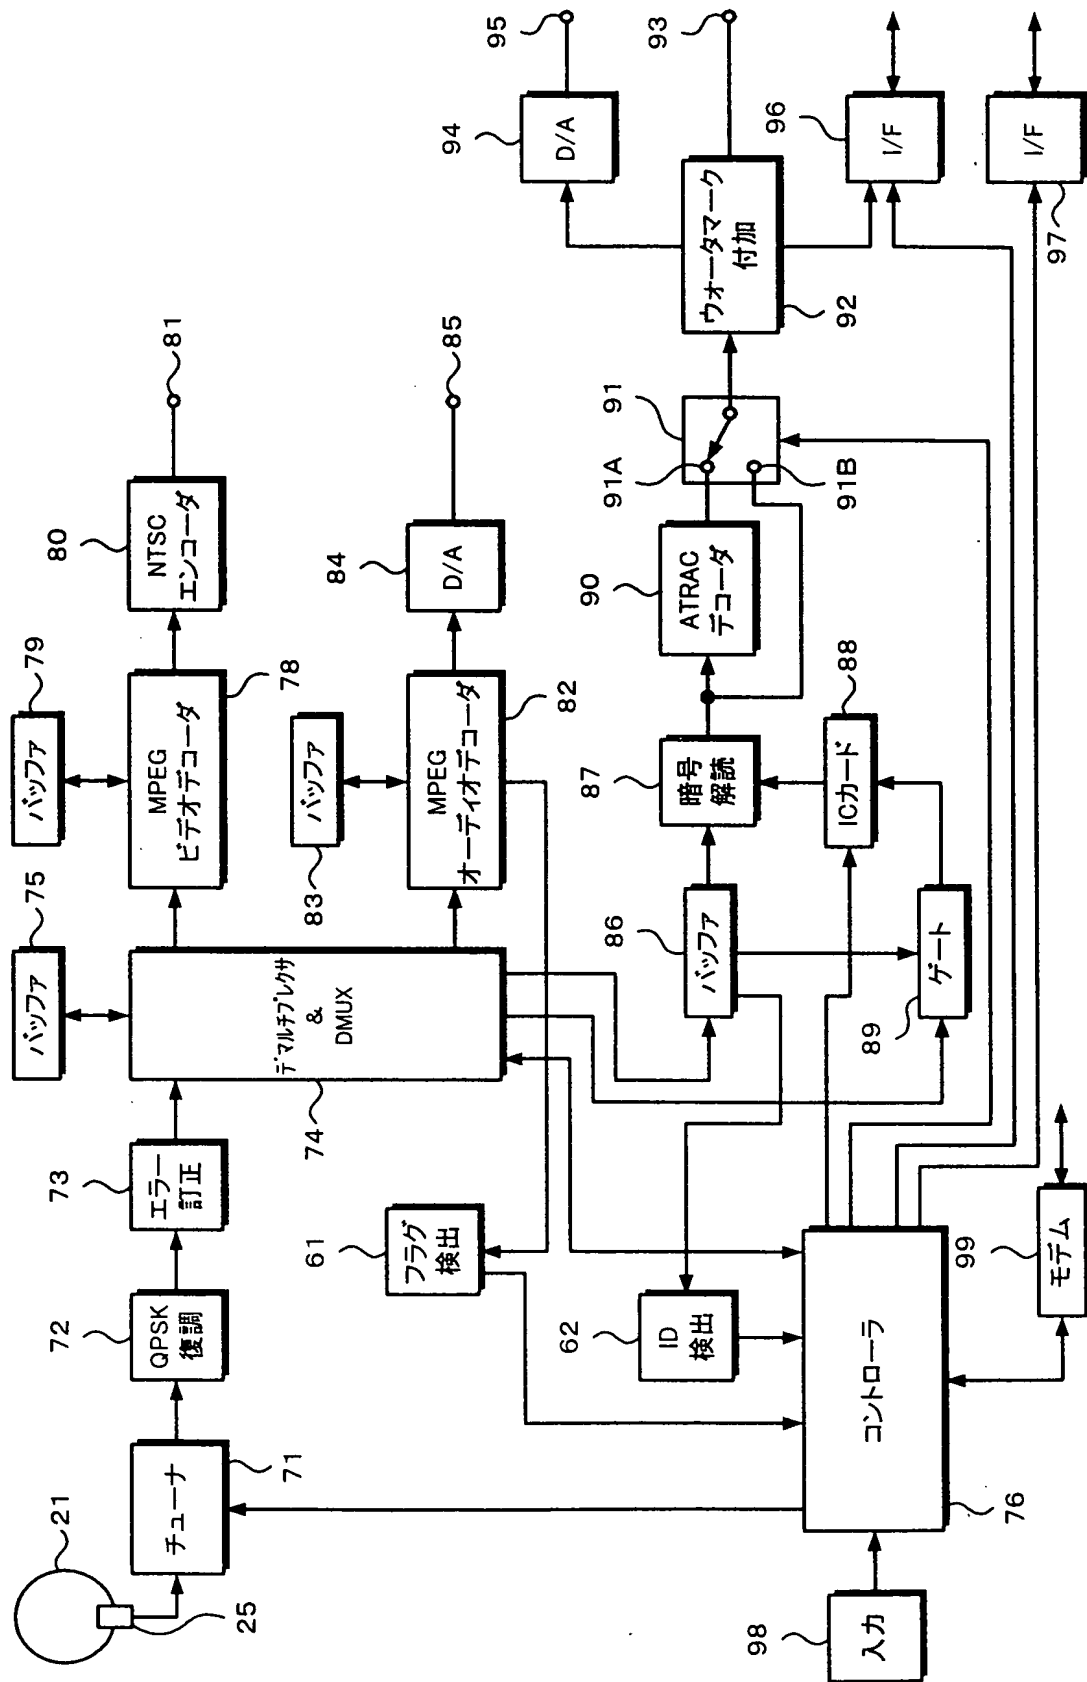 21
25
チューナ
71
72
QPSK
復調
73
エラー
訂正
75
バッファ
デマルチプレクサ
&
DMUX
74
79
バッファ
MPEG
ビデオデコーダ
78
80
NTSC
エンコーダ
81
83
バッファ
MPEG
オーディオデコーダ
82
84
D/A
85
61
フラグ
検出
62
ID
検出
86
バッファ
87
暗号
解読
88
ICカード
89
ゲート
90
ATRAC
デコーダ
91
91A
91B
ウォータマーク
付加
92
93
94
D/A
95
96
I/F
97
I/F
98
入力
コントローラ
76
99
モデム